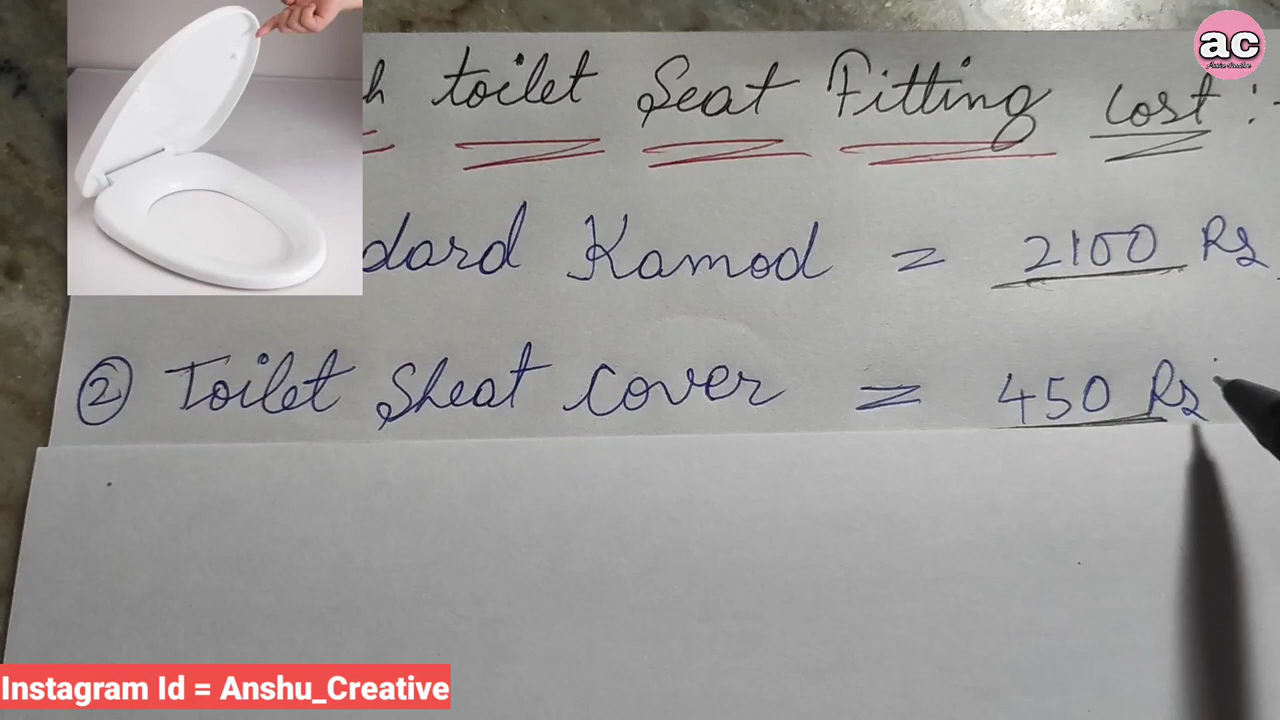 ac
h toilet Seat Fitting Cost :-
dard Kamod = 2100 Rs
② Toilet Sheat Cover = 450 Rs
Instagram Id = Anshu_Creative